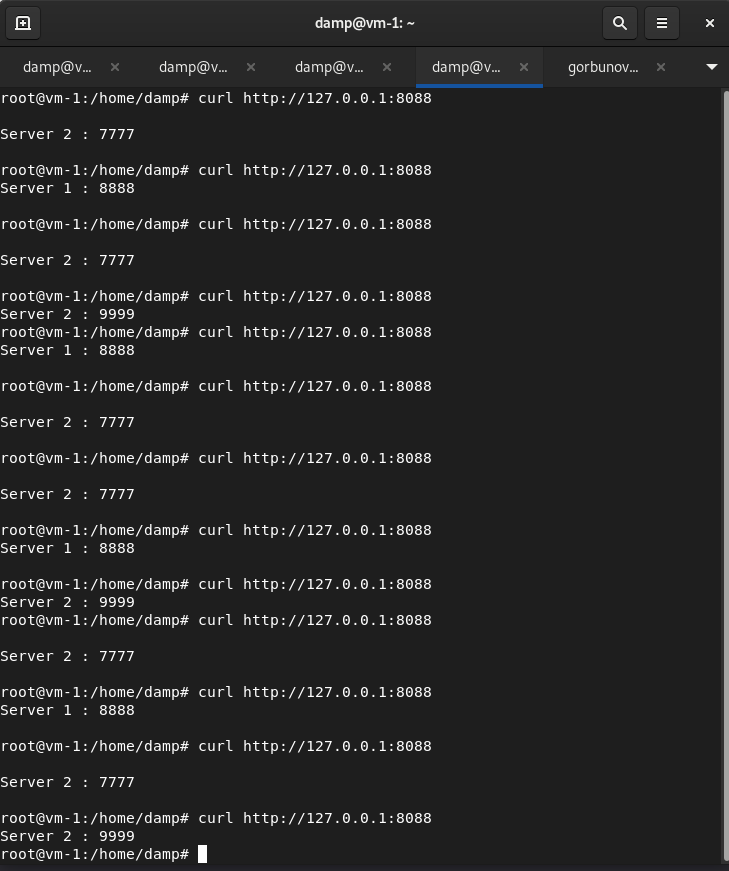 damp@vm-1: ~
damp@v...
damp@v...
damp@v...
damp@v...
gorbunov...
root@vm-1:/home/damp# curl http://127.0.0.1:8088
Server 2 : 7777
root@vm-1:/home/damp# curl http://127.0.0.1:8088
Server 1 : 8888
root@vm-1:/home/damp# curl http://127.0.0.1:8088
Server 2 : 7777
root@vm-1:/home/damp# curl http://127.0.0.1:8088
Server 2 : 9999
root@vm-1:/home/damp# curl http://127.0.0.1:8088
Server 1 : 8888
root@vm-1:/home/damp# curl http://127.0.0.1:8088
Server 2 : 7777
root@vm-1:/home/damp# curl http://127.0.0.1:8088
Server 2 : 7777
root@vm-1:/home/damp# curl http://127.0.0.1:8088
Server 1 : 8888
root@vm-1:/home/damp# curl http://127.0.0.1:8088
Server 2 : 9999
root@vm-1:/home/damp# curl http://127.0.0.1:8088
Server 2 : 7777
root@vm-1:/home/damp# curl http://127.0.0.1:8088
Server 1 : 8888
root@vm-1:/home/damp# curl http://127.0.0.1:8088
Server 2 : 7777
root@vm-1:/home/damp# curl http://127.0.0.1:8088
Server 2 : 9999
root@vm-1:/home/damp#